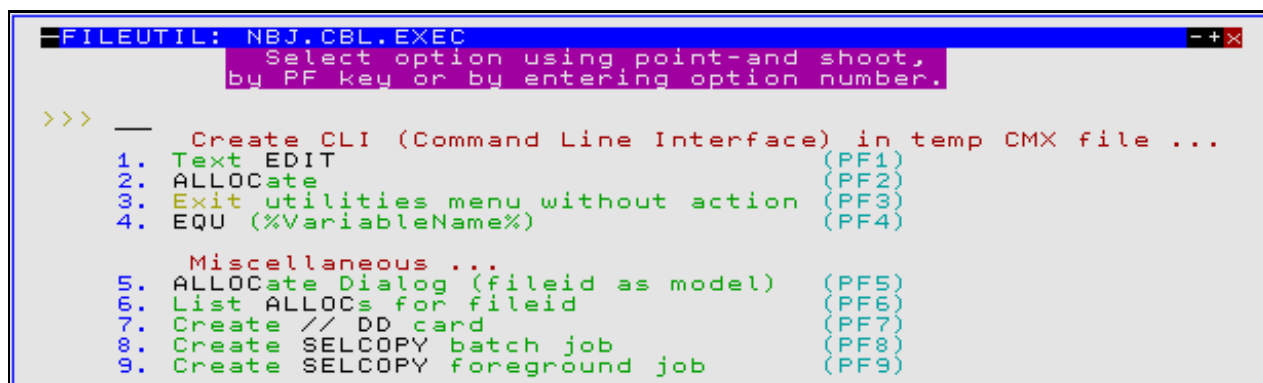 FILEUTIL: NBJ.CBL.EXEC
Select option using point-and shoot,
by PF key or by entering option number.
>>>
Create CLI (Command Line Interface) in temp CMX file ...
1. Text EDIT (PF1)
2. ALLOCate (PF2)
3. Exit utilities menu without action (PF3)
4. EQU (%VariableName%) (PF4)
Miscellaneous ...
5. ALLOCate Dialog (fileid as model) (PF5)
6. List ALLOCs for fileid (PF6)
7. Create // DD card (PF7)
8. Create SELCOPY batch job (PF8)
9. Create SELCOPY foreground job (PF9)